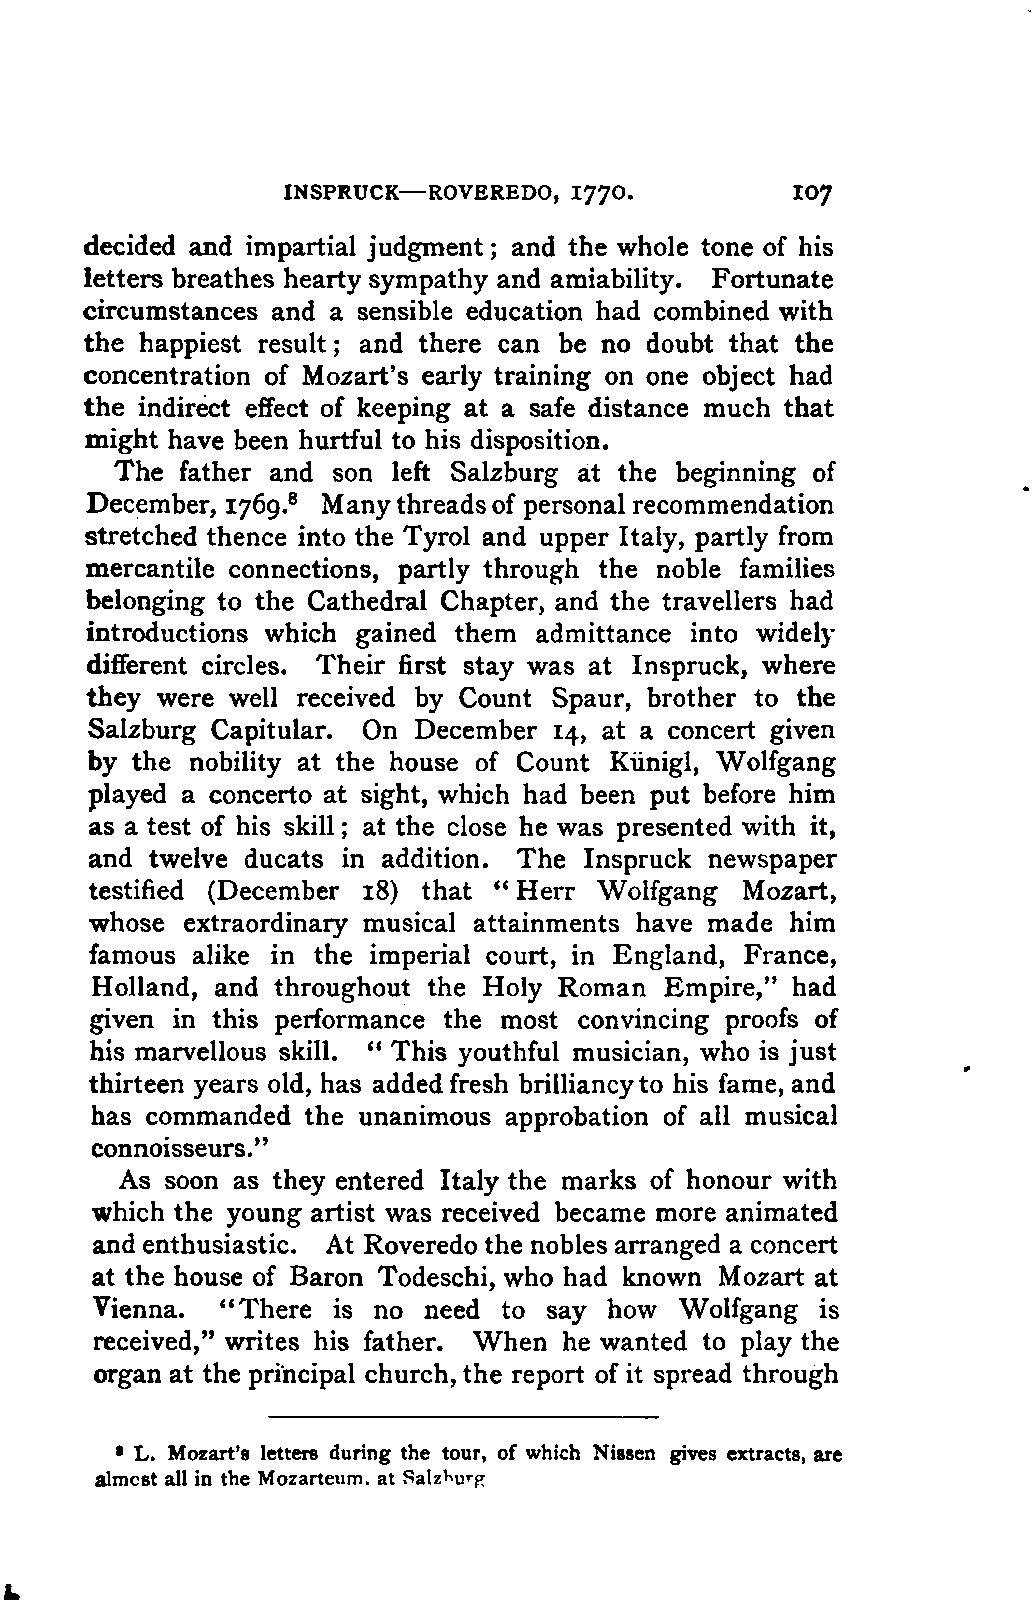 INSPRUCK—ROVEREDO, 1770. 107
decided and impartial judgment; and the whole tone of his
letters breathes hearty sympathy and amiability. Fortunate
circumstances and a sensible education had combined with
the happiest result; and there can be no doubt that the
concentration of Mozart's early training on one object had
the indirect effect of keeping at a safe distance much that
might have been hurtful to his disposition.
The father and son left Salzburg at the beginning of
December, 1769.⁸ Many threads of personal recommendation
stretched thence into the Tyrol and upper Italy, partly from
mercantile connections, partly through the noble families
belonging to the Cathedral Chapter, and the travellers had
introductions which gained them admittance into widely
different circles. Their first stay was at Inspruck, where
they were well received by Count Spaur, brother to the
Salzburg Capitular. On December 14, at a concert given
by the nobility at the house of Count Künigl, Wolfgang
played a concerto at sight, which had been put before him
as a test of his skill; at the close he was presented with it,
and twelve ducats in addition. The Inspruck newspaper
testified (December 18) that "Herr Wolfgang Mozart,
whose extraordinary musical attainments have made him
famous alike in the imperial court, in England, France,
Holland, and throughout the Holy Roman Empire," had
given in this performance the most convincing proofs of
his marvellous skill. "This youthful musician, who is just
thirteen years old, has added fresh brilliancy to his fame, and
has commanded the unanimous approbation of all musical
connoisseurs."
As soon as they entered Italy the marks of honour with
which the young artist was received became more animated
and enthusiastic. At Roveredo the nobles arranged a concert
at the house of Baron Todeschi, who had known Mozart at
Vienna. "There is no need to say how Wolfgang is
received," writes his father. When he wanted to play the
organ at the principal church, the report of it spread through
⁸ L. Mozart's letters during the tour, of which Nissen gives extracts, are
almost all in the Mozarteum. at Salzburg